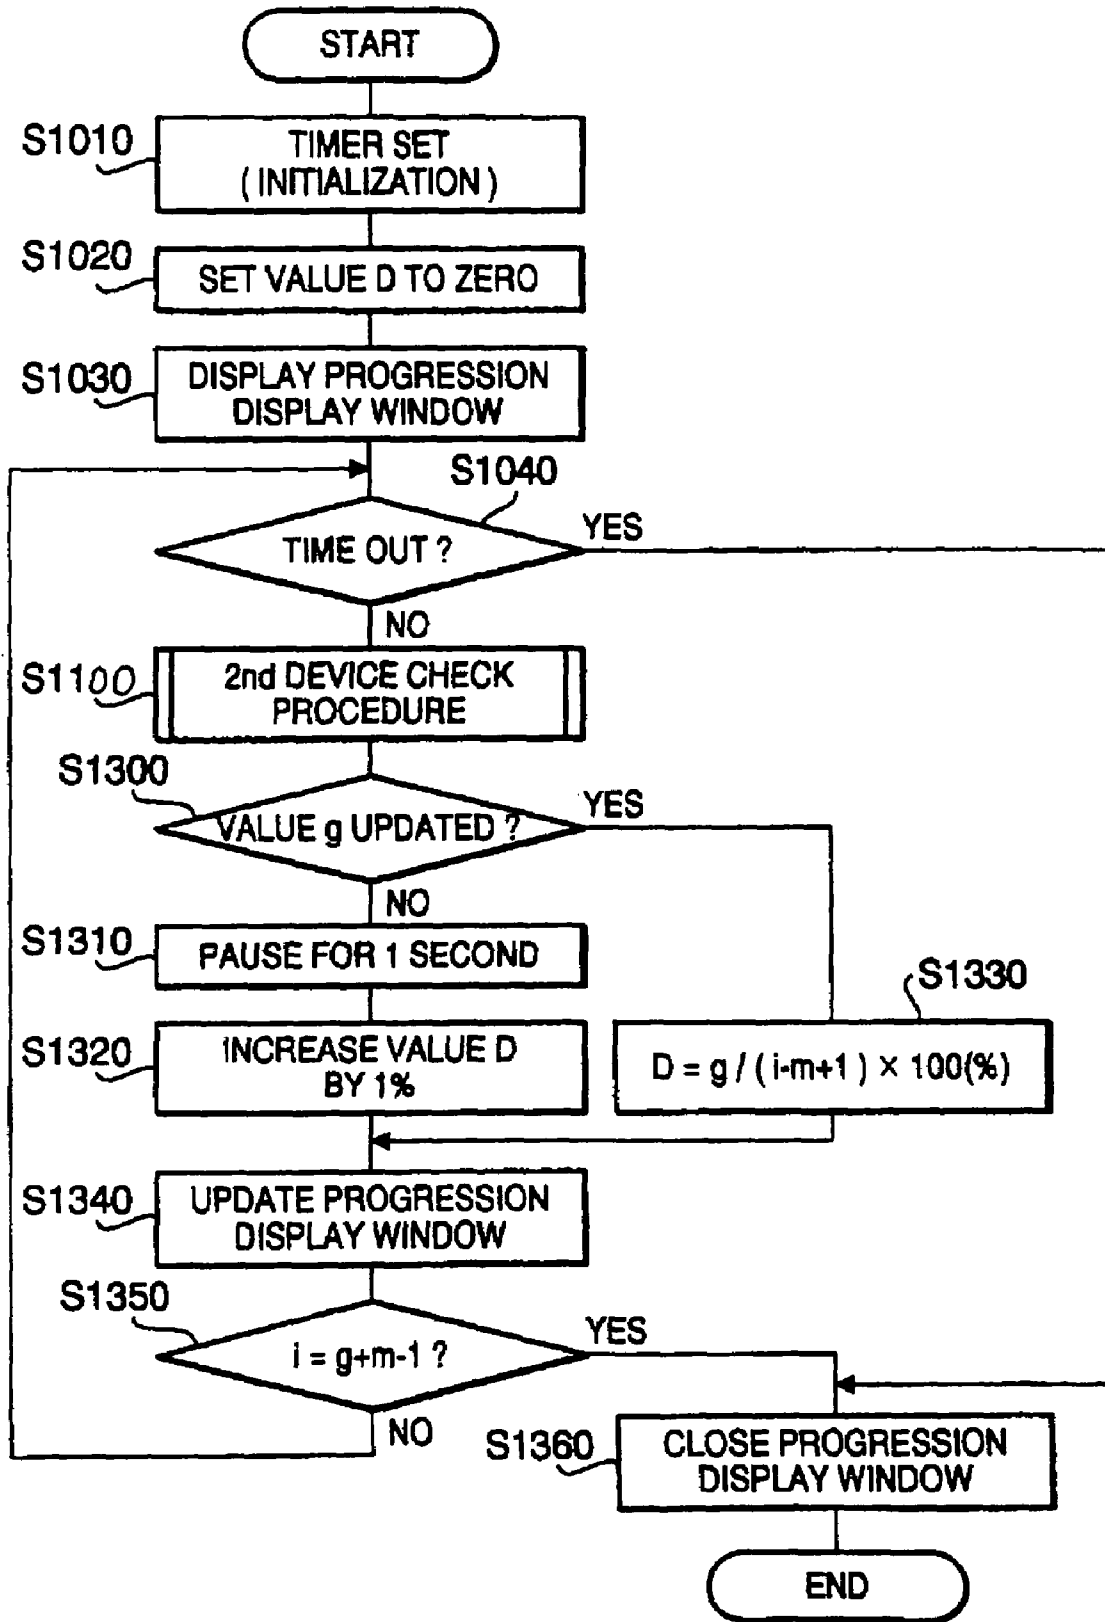 START
S1010
TIMER SET
( INITIALIZATION )
S1020
SET VALUE D TO ZERO
S1030
DISPLAY PROGRESSION
DISPLAY WINDOW
S1040
TIME OUT ?
YES
NO
S1100
2nd DEVICE CHECK
PROCEDURE
S1300
VALUE g UPDATED ?
YES
NO
S1310
PAUSE FOR 1 SECOND
S1330
S1320
INCREASE VALUE D
BY 1%
D = g / ( i-m+1 ) × 100(%)
S1340
UPDATE PROGRESSION
DISPLAY WINDOW
S1350
i = g+m-1 ?
YES
NO
S1360
CLOSE PROGRESSION
DISPLAY WINDOW
END